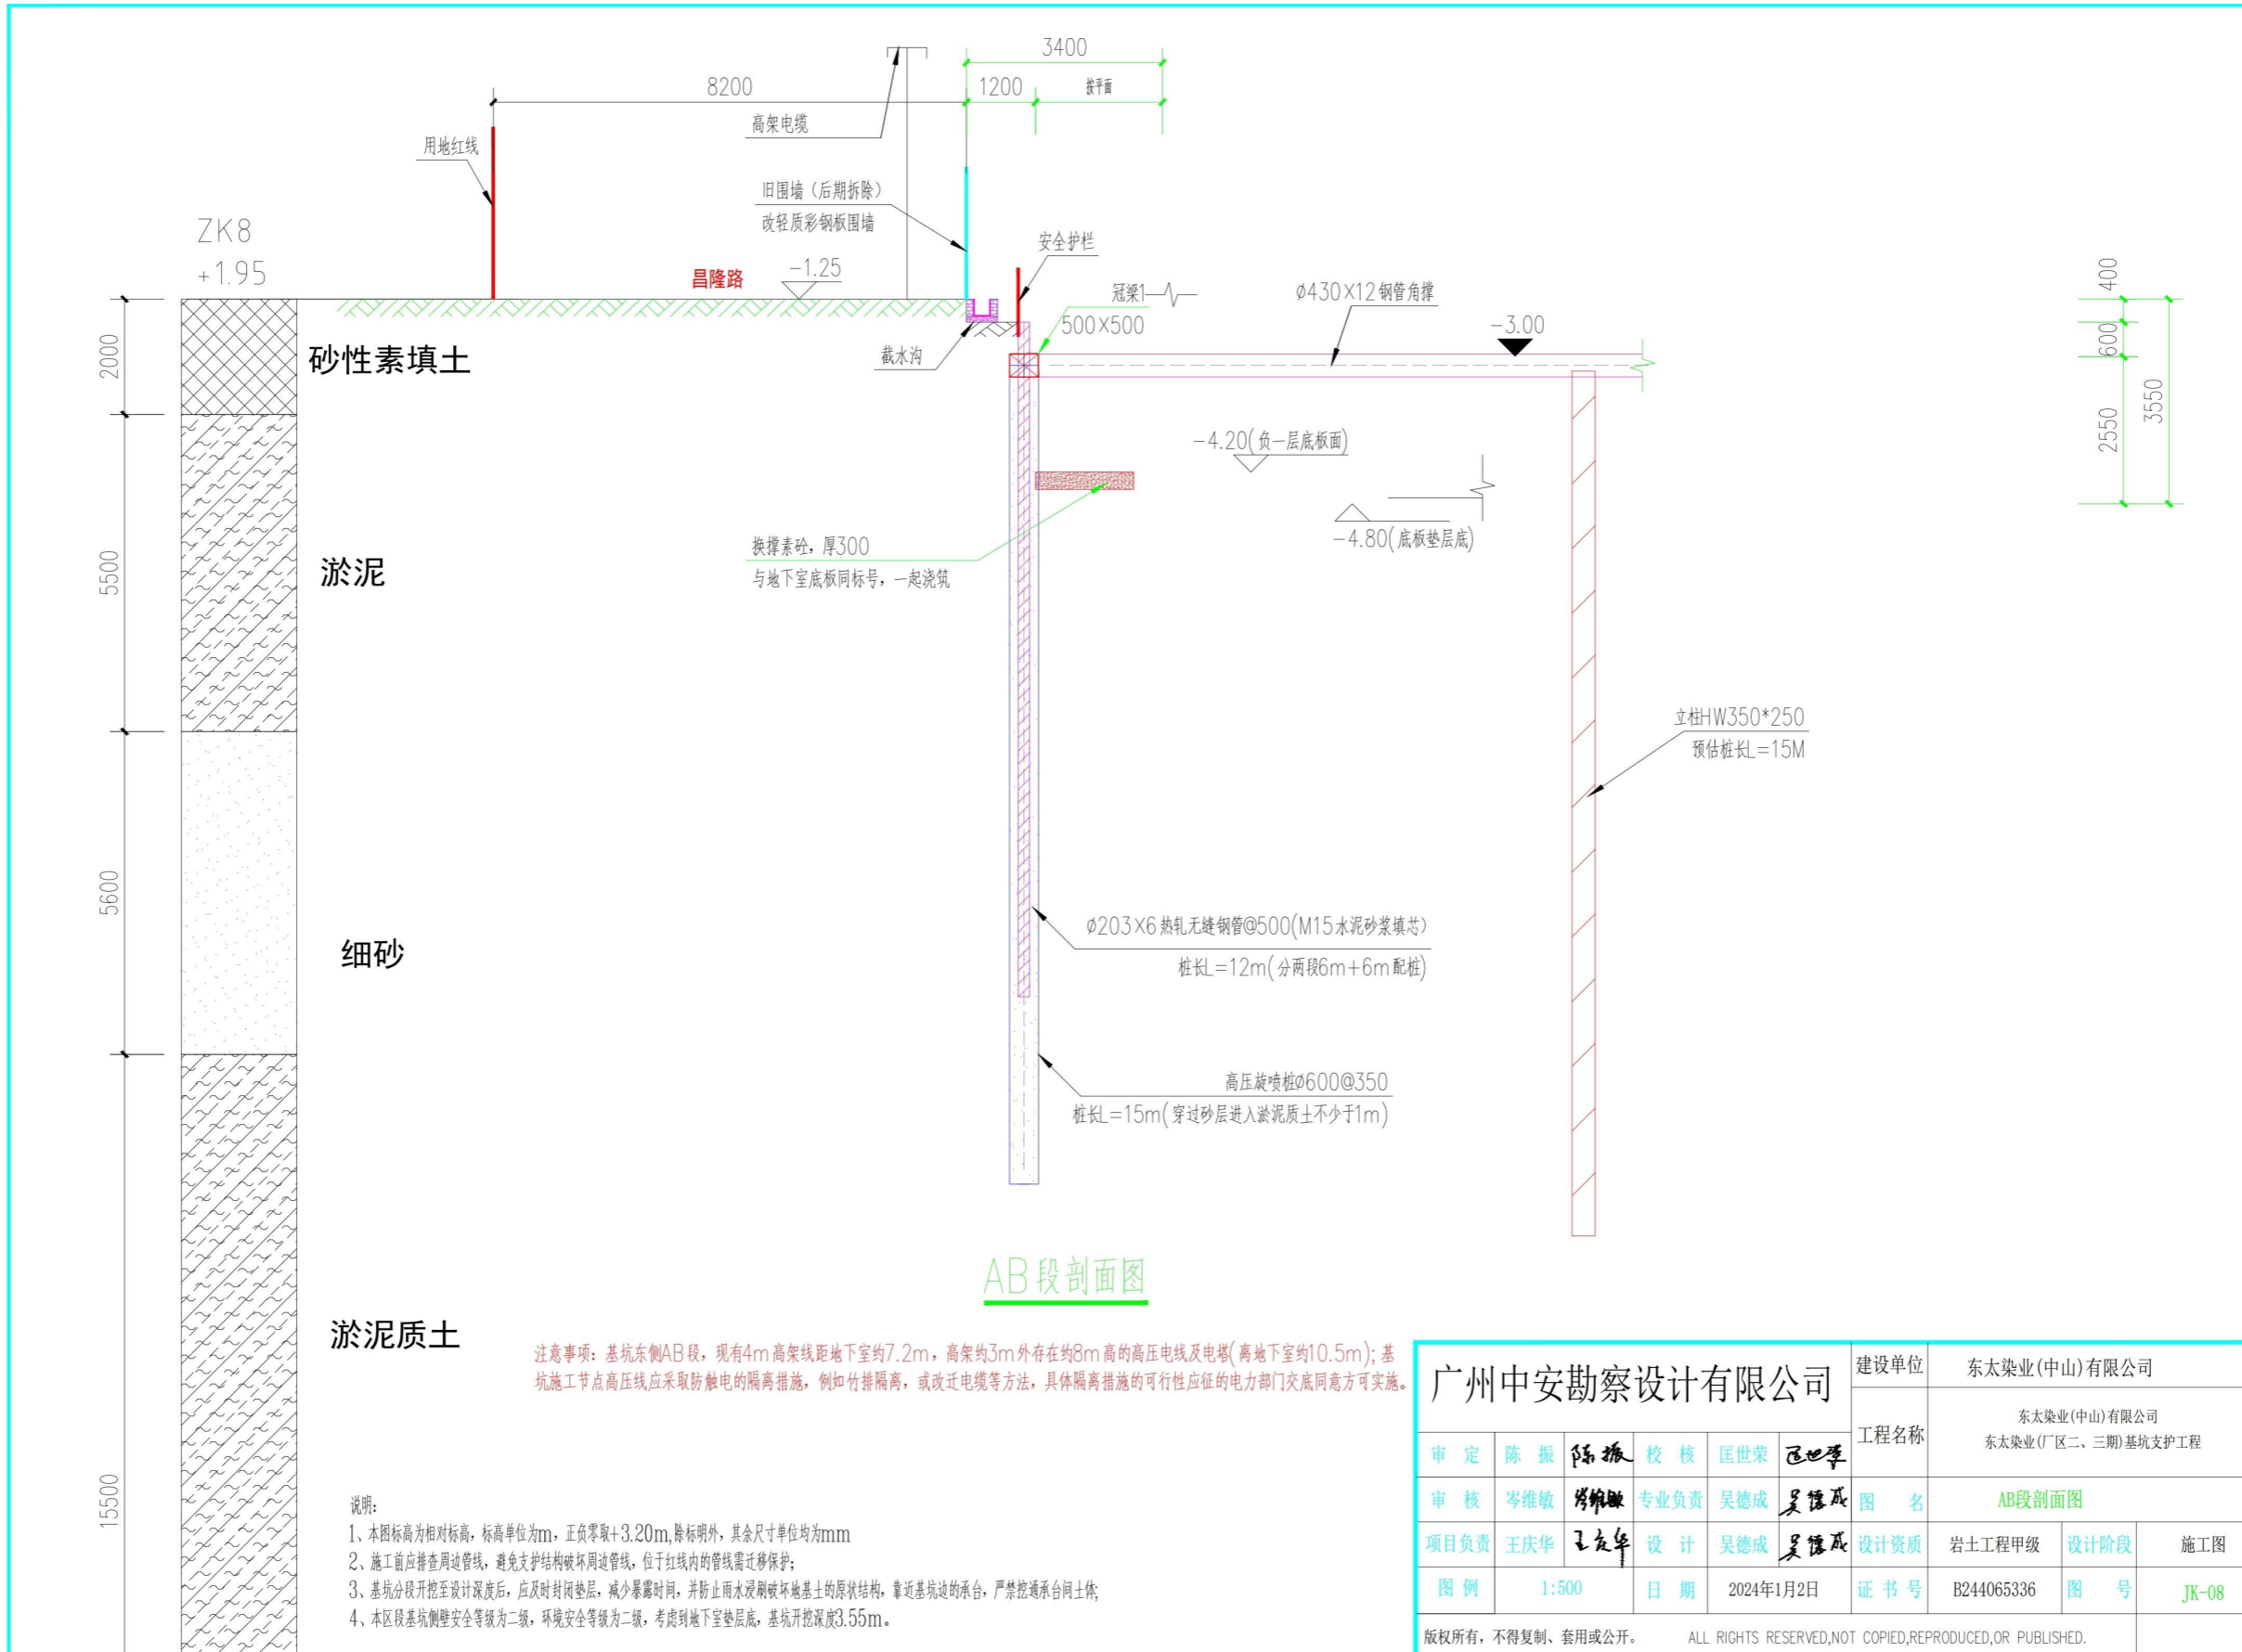 3400
8200
1200
按平面
高架电缆
用地红线
旧围墙（后期拆除）
改轻质彩钢板围墙
ZK8
+1.95
安全护栏
昌隆路
-1.25
冠梁1
500X500
ø430X12钢管角撑
-3.00
400
600
2550
3550
截水沟
2000
砂性素填土
-4.20(负一层底板面)
-4.80(底板垫层底)
换撑素砼，厚300
与地下室底板同标号，一起浇筑
5500
淤泥
立柱HW350*250
预估桩长L=15M
5600
细砂
ø203X6热轧无缝钢管@500(M15水泥砂浆填芯)
桩长L=12m(分两段6m+6m配桩)
高压旋喷桩ø600@350
桩长L=15m(穿过砂层进入淤泥质土不少于1m)
AB段剖面图
淤泥质土
注意事项：基坑东侧AB段，现有4m高架线距地下室约7.2m，高架约3m外存在约8m高的高压电线及电塔(离地下室约10.5m)；基
坑施工节点高压线应采取防触电的隔离措施，例如竹排隔离，或改迁电缆等方法，具体隔离措施的可行性应征的电力部门交底同意方可实施。
15500
说明：
1、本图标高为相对标高，标高单位为m，正负零取+3.20m,除标明外，其余尺寸单位均为mm
2、施工前应排查周边管线，避免支护结构破坏周边管线，位于红线内的管线需迁移保护；
3、基坑分段开挖至设计深度后，应及时封闭垫层，减少暴露时间，并防止雨水浸刷破坏地基土的原状结构，靠近基坑边的承台，严禁挖通承台间土体；
4、本区段基坑侧壁安全等级为二级，环境安全等级为二级，考虑到地下室垫层底，基坑开挖深度3.55m。
广州中安勘察设计有限公司
建设单位 东太染业(中山)有限公司
工程名称 东太染业(中山)有限公司
东太染业(厂区二、三期)基坑支护工程
审 定 陈 振 陈振 校 核 匡世荣 匡世荣
审 核 岑维敏 岑维敏 专业负责 吴德成 吴德成 图 名 AB段剖面图
项目负责 王庆华 王庆华 设 计 吴德成 吴德成 设计资质 岩土工程甲级 设计阶段 施工图
图 例 1:500 日 期 2024年1月2日 证 书 号 B244065336 图 号 JK-08
版权所有，不得复制、套用或公开。 ALL RIGHTS RESERVED,NOT COPIED,REPRODUCED,OR PUBLISHED.